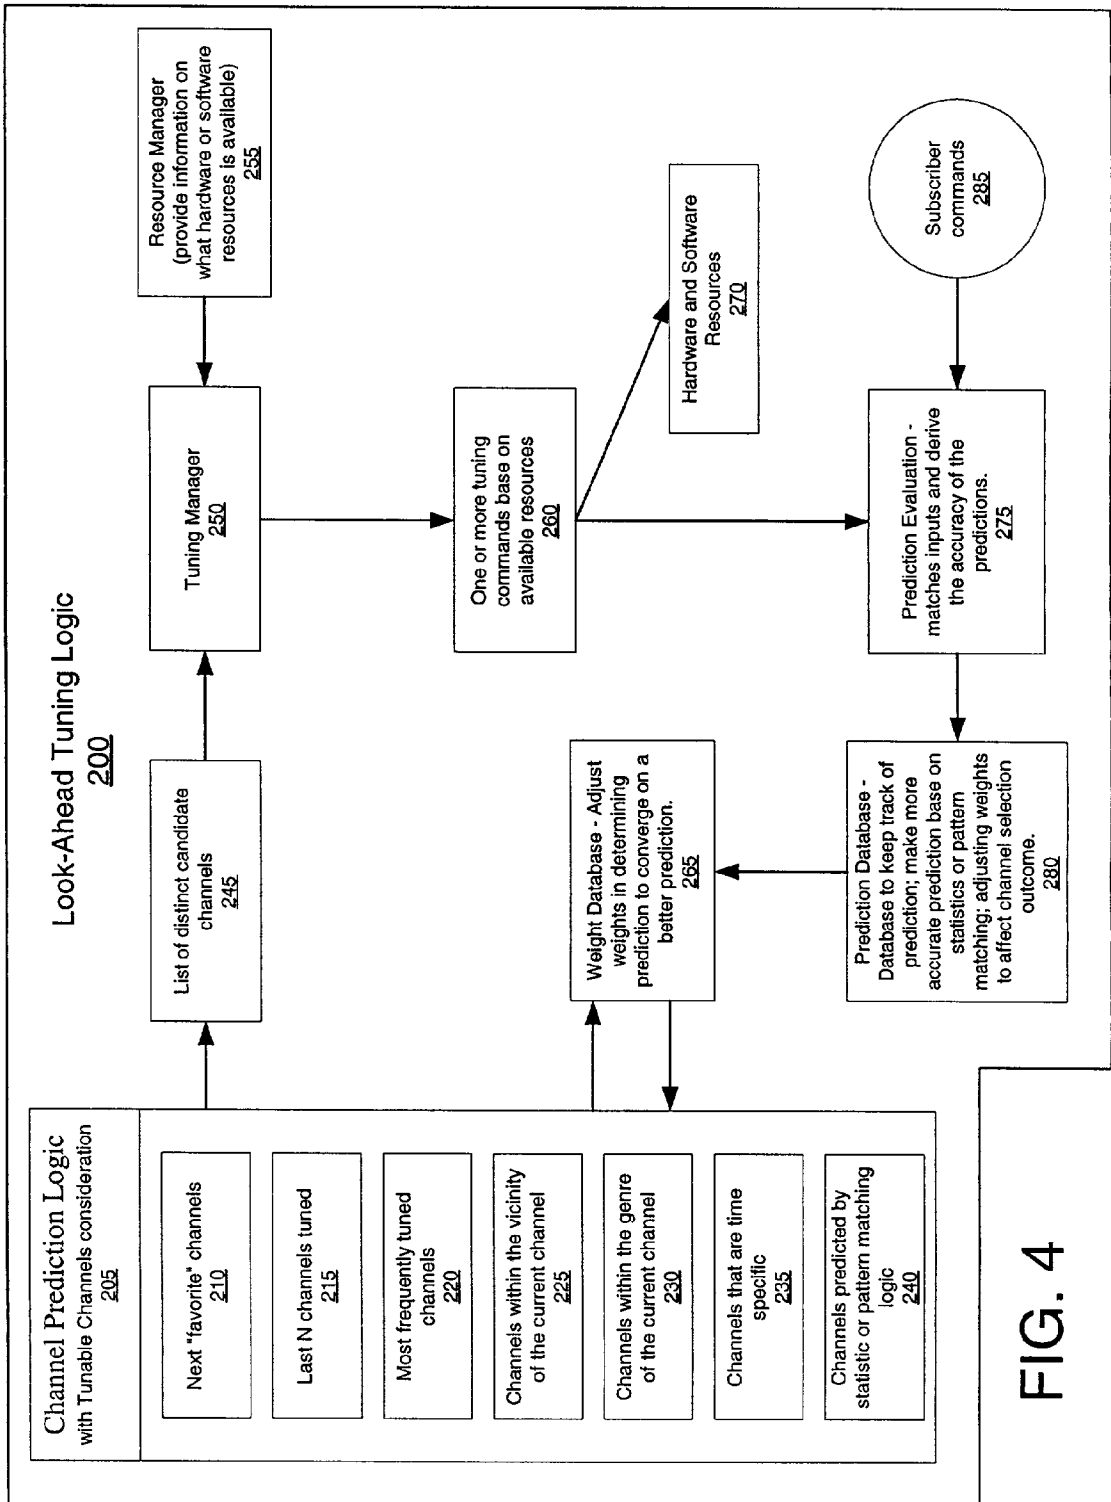 Look-Ahead Tuning Logic
200
Channel Prediction Logic
with Tunable Channels consideration
205
Next "favorite" channels
210
Last N channels tuned
215
Most frequently tuned
channels
220
Channels within the vicinity
of the current channel
225
Channels within the genre
of the current channel
230
Channels that are time
specific
235
Channels predicted by
statistic or pattern matching
logic
240
List of distinct candidate
channels
245
Tuning Manager
250
Resource Manager
(provide information on
what hardware or software
resources is available)
255
One or more tuning
commands base on
available resources
260
Weight Database - Adjust
weights in determining
prediction to converge on a
better prediction.
265
Hardware and Software
Resources
270
Prediction Evaluation -
matches inputs and derive
the accuracy of the
predictions.
275
Prediction Database -
Database to keep track of
prediction; make more
accurate prediction base on
statistics or pattern
matching; adjusting weights
to affect channel selection
outcome.
280
Subscriber
commands
285
FIG. 4